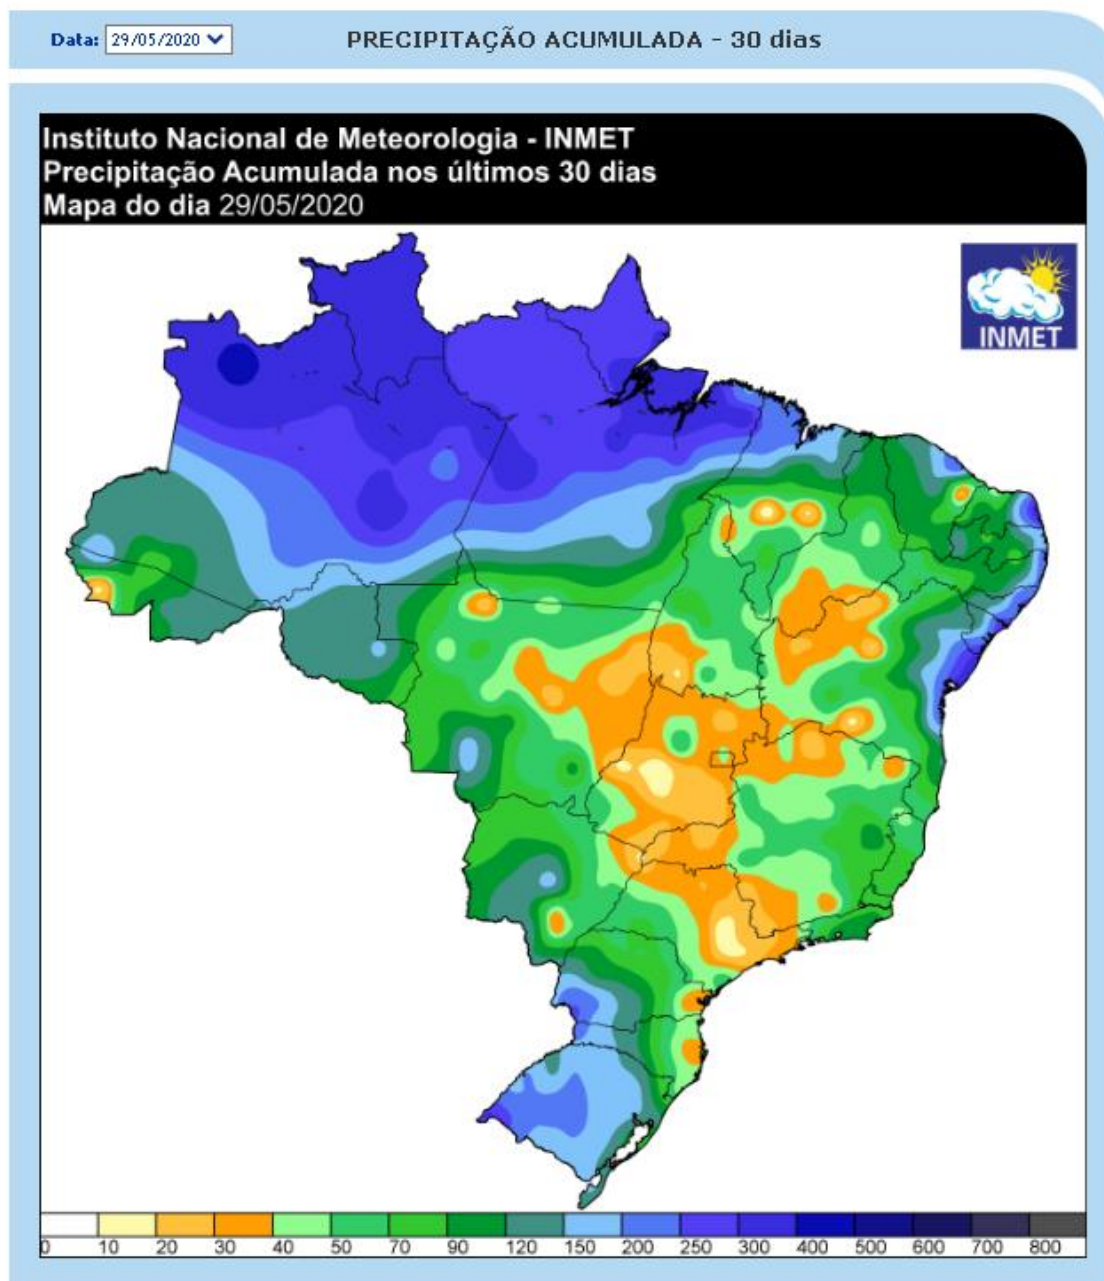 Data: 29/05/2020 PRECIPITAÇÃO ACUMULADA - 30 dias
Instituto Nacional de Meteorologia - INMET
Precipitação Acumulada nos últimos 30 dias
Mapa do dia 29/05/2020
INMET
0 10 20 30 40 50 70 90 120 150 200 250 300 400 500 600 700 800